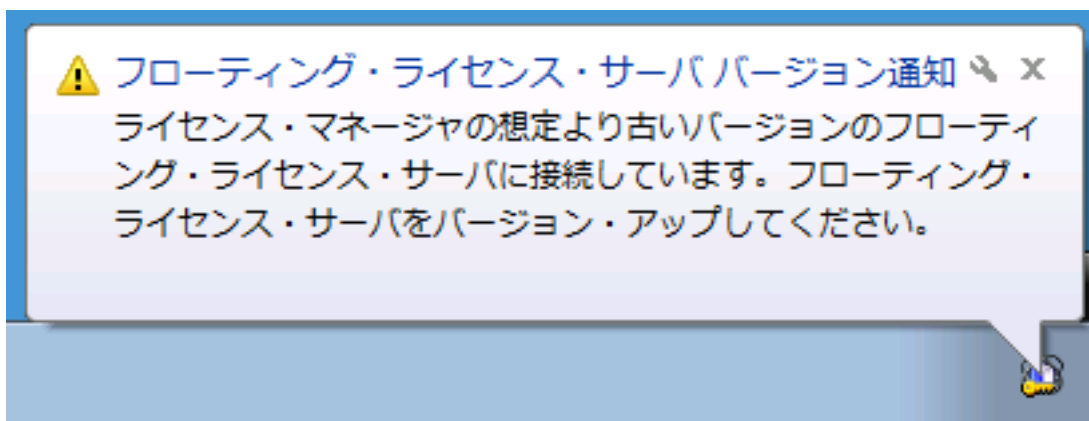 フローティング・ライセンス・サーバ バージョン通知
ライセンス・マネージャの想定より古いバージョンのフローティ
ング・ライセンス・サーバに接続しています。フローティング・
ライセンス・サーバをバージョン・アップしてください。